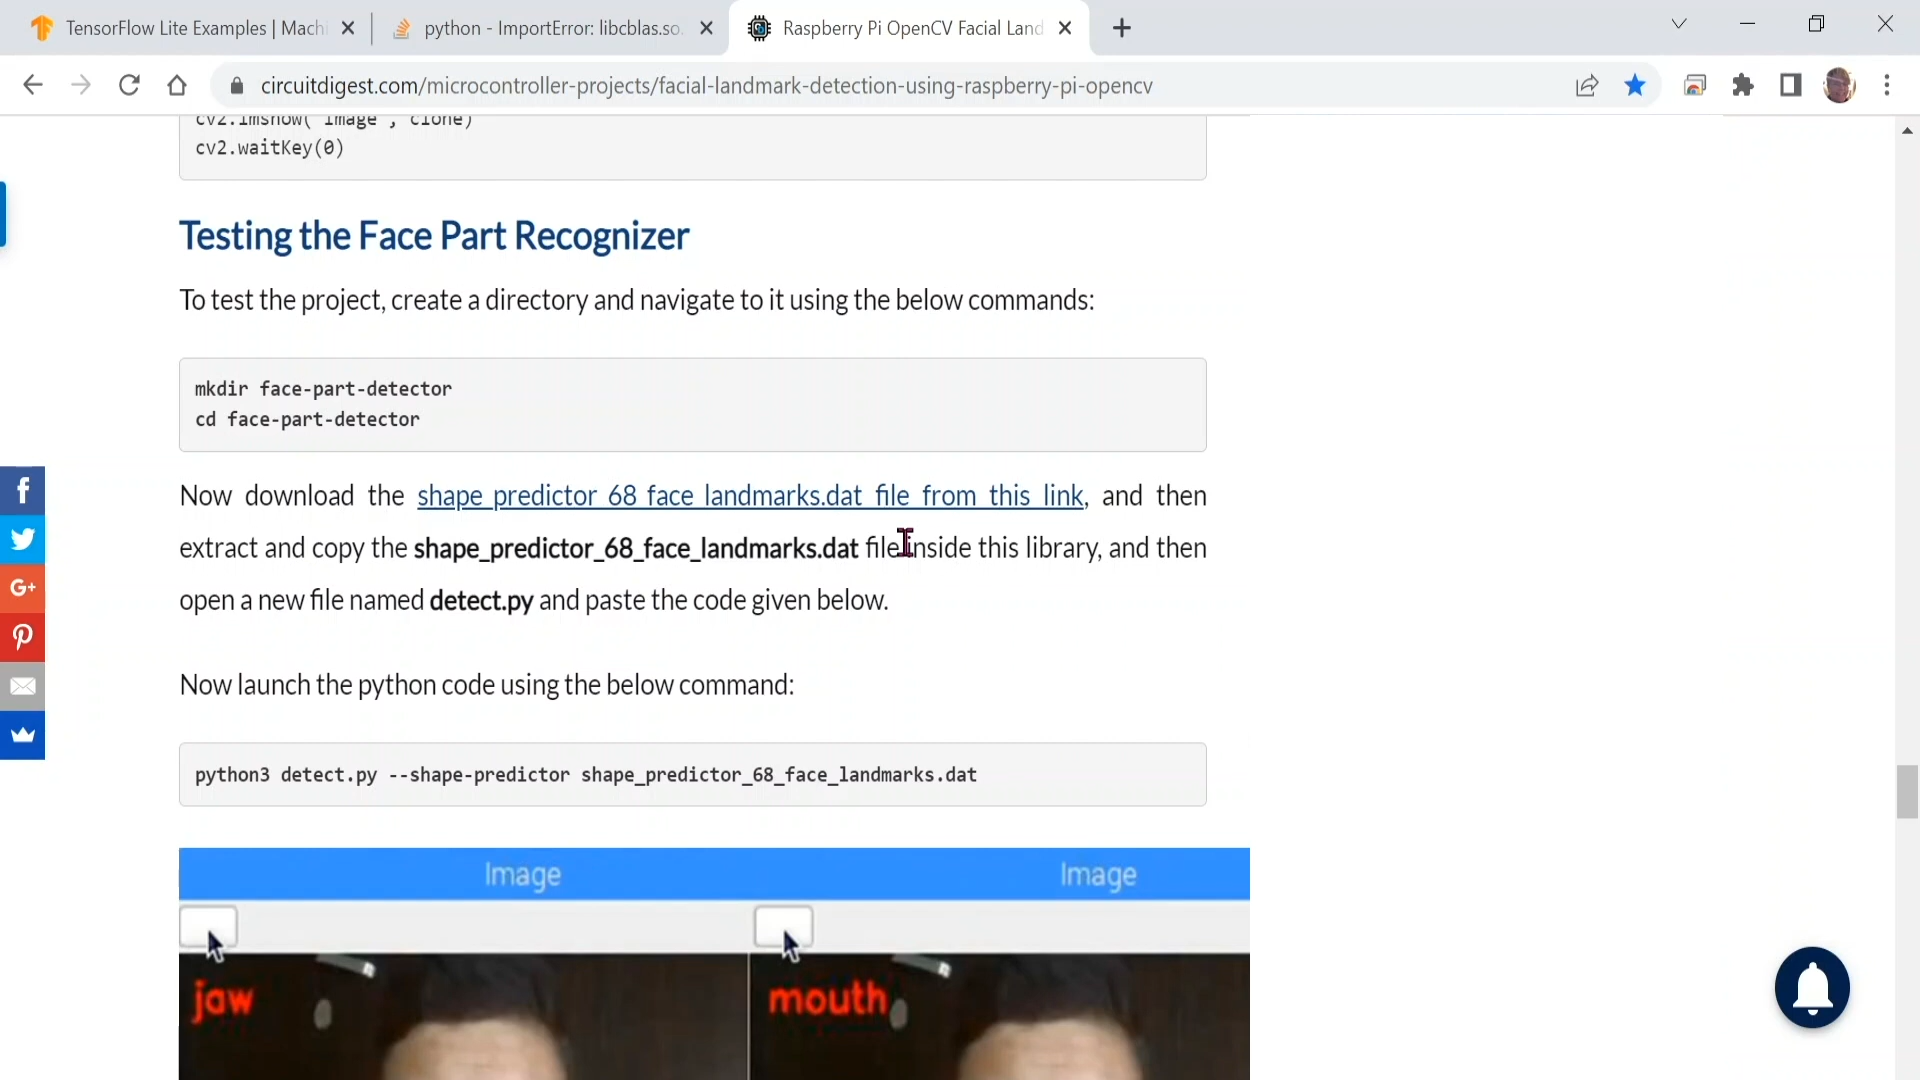 TensorFlow Lite Examples | Machi
python - ImportError: libcblas.so.
Raspberry Pi OpenCV Facial Land
circuitdigest.com/microcontroller-projects/facial-landmark-detection-using-raspberry-pi-opencv
cv2.imshow("Image", clone)
cv2.waitKey(0)
Testing the Face Part Recognizer
To test the project, create a directory and navigate to it using the below commands:
mkdir face-part-detector
cd face-part-detector
Now download the shape_predictor_68_face_landmarks.dat file from this link, and then
extract and copy the shape_predictor_68_face_landmarks.dat file inside this library, and then
open a new file named detect.py and paste the code given below.
Now launch the python code using the below command:
python3 detect.py --shape-predictor shape_predictor_68_face_landmarks.dat
Image
Image
jaw
mouth
f
G+